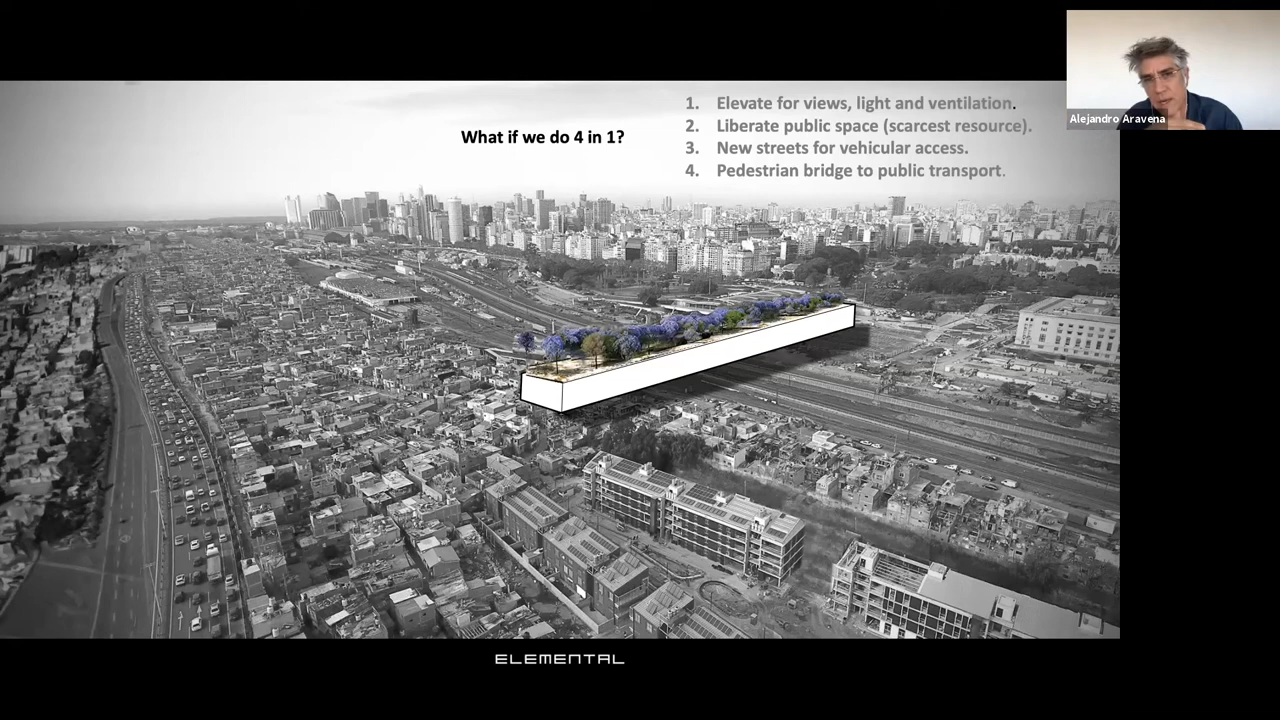 Alejandro Aravena
What if we do 4 in 1?
1. Elevate for views, light and ventilation.
2. Liberate public space (scarcest resource).
3. New streets for vehicular access.
4. Pedestrian bridge to public transport.
ELEMENTAL